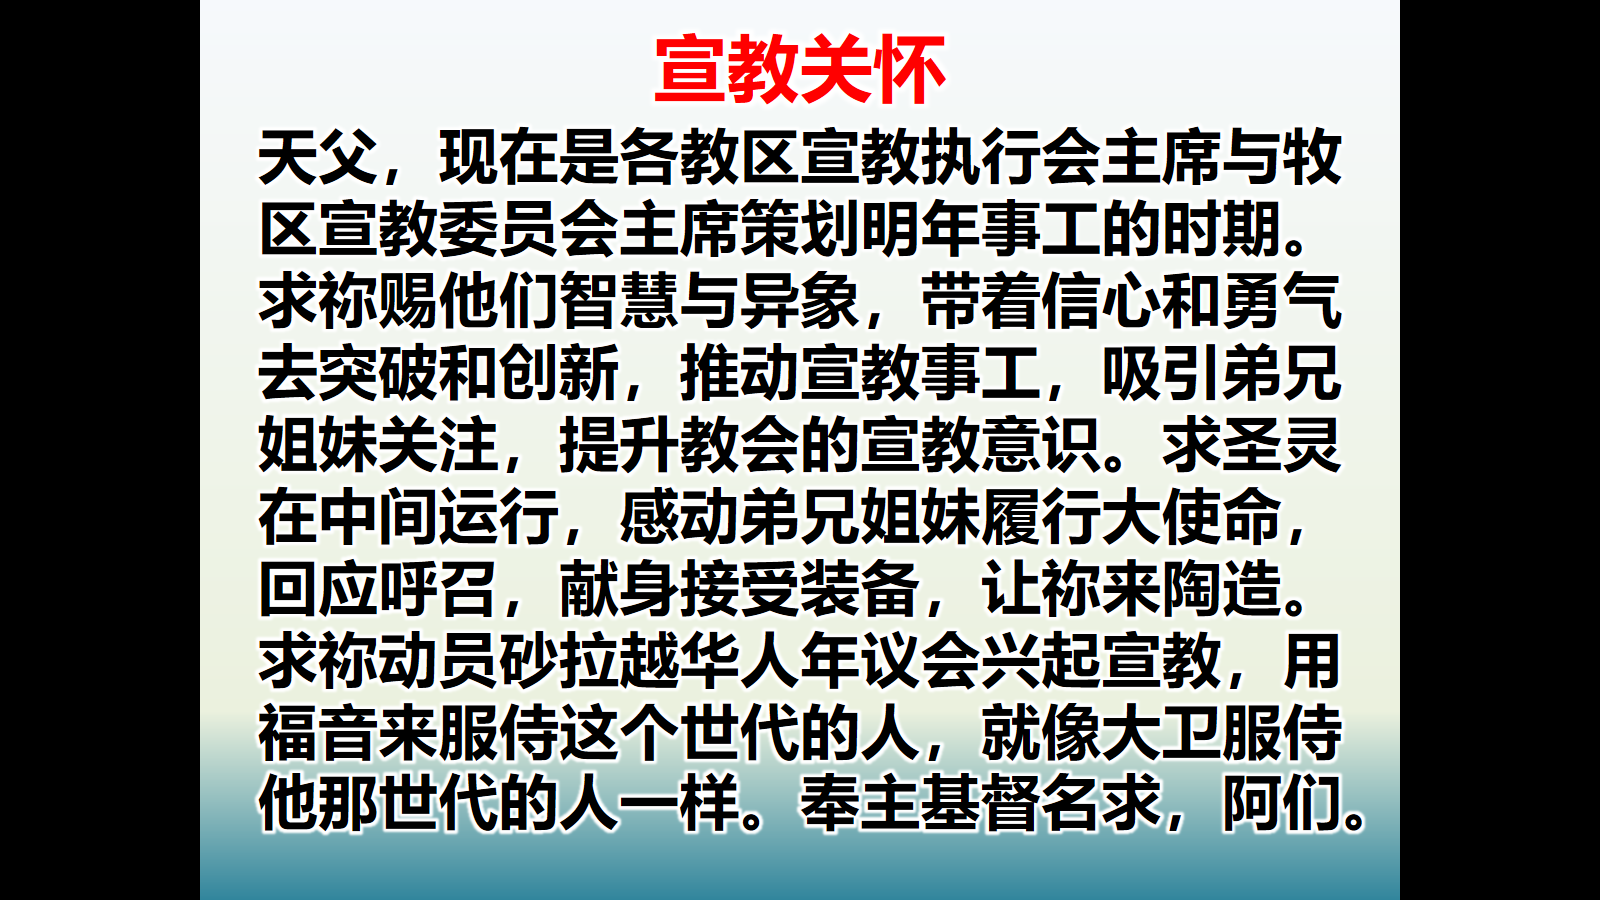 宣教关怀
天父，现在是各教区宣教执行会主席与牧
区宣教委员会主席策划明年事工的时期。
求祢赐他们智慧与异象，带着信心和勇气
去突破和创新，推动宣教事工，吸引弟兄
姐妹关注，提升教会的宣教意识。求圣灵
在中间运行，感动弟兄姐妹履行大使命，
回应呼召，献身接受装备，让祢来陶造。
求祢动员砂拉越华人年议会兴起宣教，用
福音来服侍这个世代的人，就像大卫服侍
他那世代的人一样。奉主基督名求，阿们。